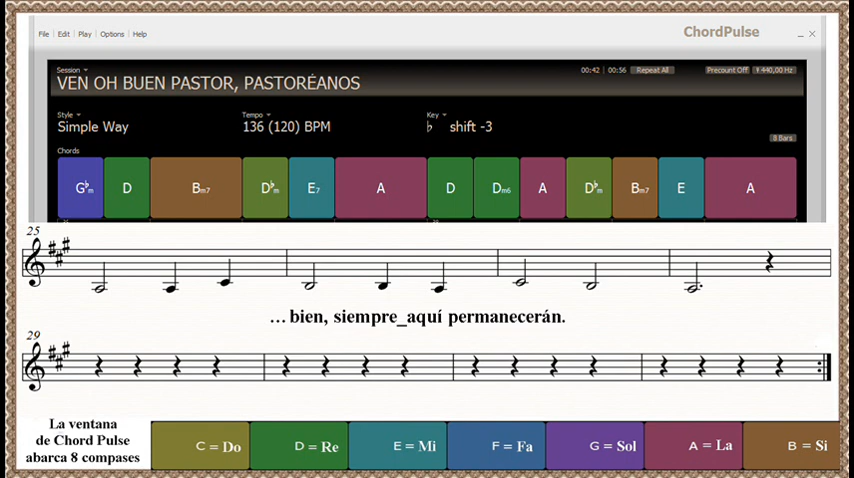 File Edit Play Options Help
ChordPulse
Session
00:42 00:56 Repeat All Precount Off 440,00 Hz
VEN OH BUEN PASTOR, PASTORÉANOS
Style Tempo Key
Simple Way 136 (120) BPM ♭ shift -3
8 Bars
Chords
G♭m D Bm7 D♭m E7 A D Dm6 A D♭m Bm7 E A
25
…bien, siempre_aquí permanecerán.
29
La ventana
de Chord Pulse
abarca 8 compases
C = Do D = Re E = Mi F = Fa G = Sol A = La B = Si